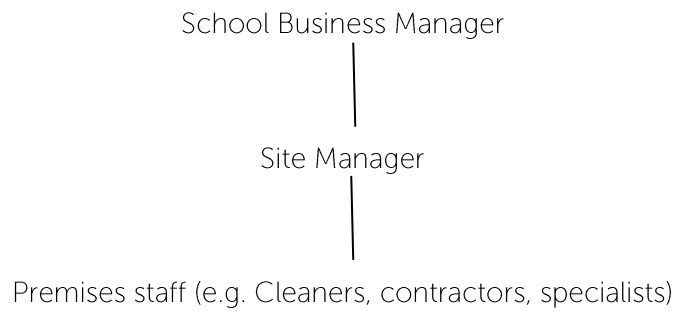 School Business Manager
Site Manager
Premises staff (e.g. Cleaners, contractors, specialists)